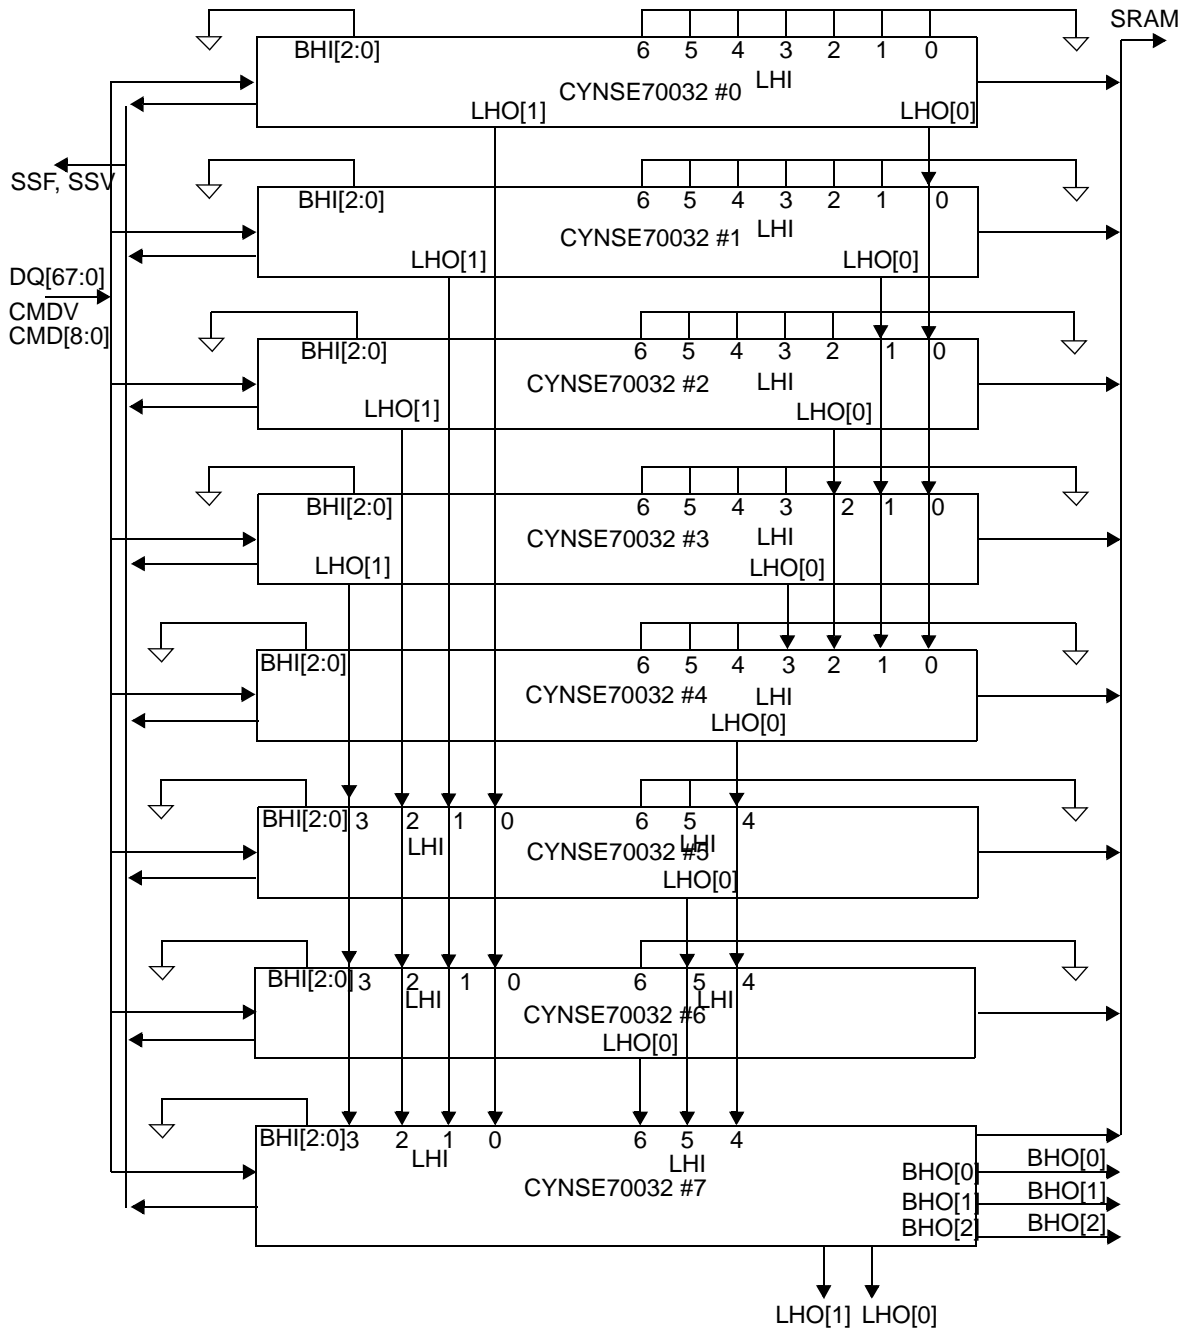 SRAM
BHI[2:0] 6 5 4 3 2 1 0
LHI
CYNSE70032 #0
LHO[1] LHO[0]
SSF, SSV
BHI[2:0] 6 5 4 3 2 1 0
LHI
CYNSE70032 #1
LHO[1] LHO[0]
DQ[67:0]
CMDV
CMD[8:0]
BHI[2:0] 6 5 4 3 2 1 0
LHI
CYNSE70032 #2
LHO[1] LHO[0]
BHI[2:0] 6 5 4 3 2 1 0
LHI
CYNSE70032 #3
LHO[1] LHO[0]
BHI[2:0] 6 5 4 3 2 1 0
LHI
CYNSE70032 #4
LHO[0]
BHI[2:0] 3 2 1 0 6 5 4
LHI LHI
CYNSE70032 #5
LHO[0]
BHI[2:0] 3 2 1 0 6 5 4
LHI LHI
CYNSE70032 #6
LHO[0]
BHI[2:0] 3 2 1 0 6 5 4
LHI LHI
CYNSE70032 #7
BHO[0] BHO[0]
BHO[1] BHO[1]
BHO[2] BHO[2]
LHO[1] LHO[0]